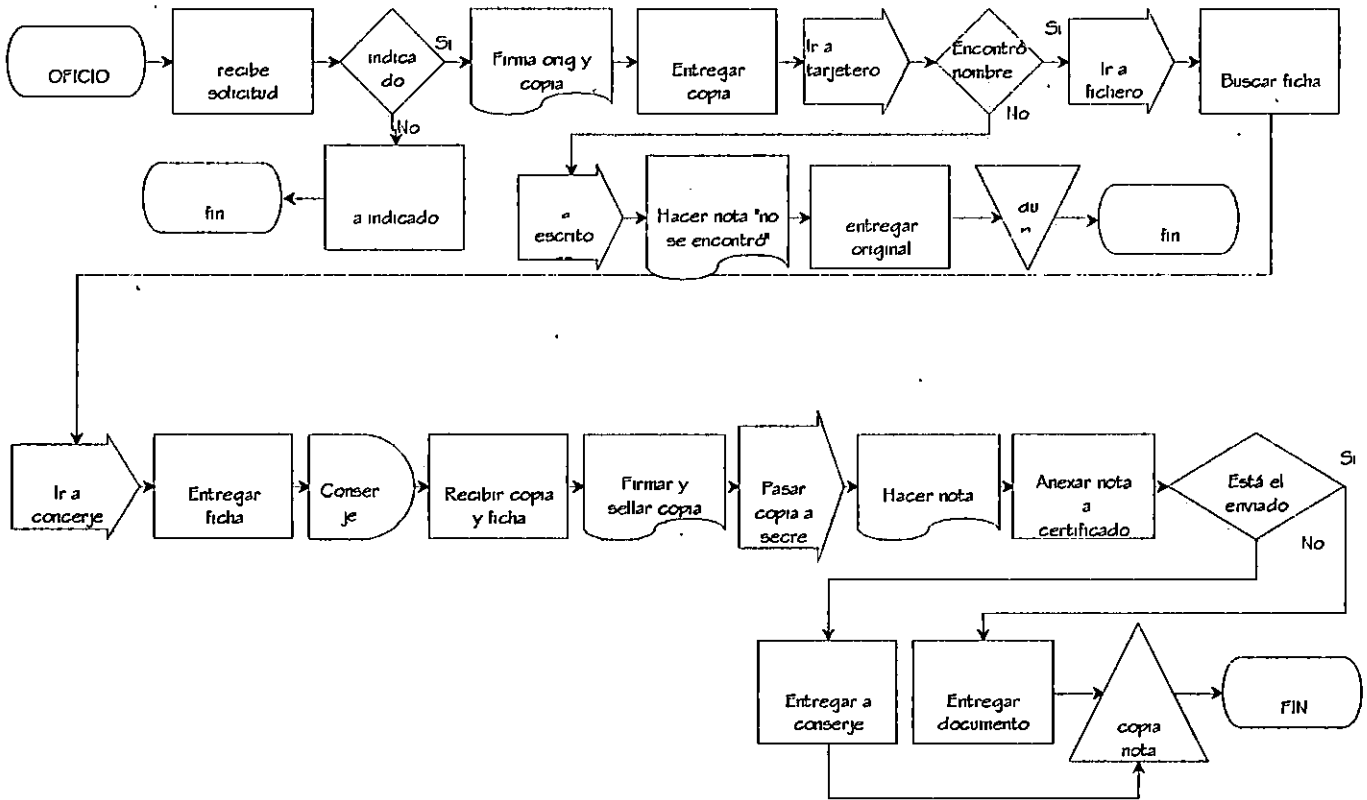 OFICIO
recibe
solicitud
indica
do
Si
No
Firma orig y
copia
Entregar
copia
Ir a
tarjetero
Encontró
nombre
Si
No
Ir a
fichero
Buscar ficha
fin
a indicado
a
escrito
Hacer nota "no
se encontró"
entregar
original
fin
Ir a
concerje
Entregar
ficha
Conser
je
Recibir copia
y ficha
Firmar y
sellar copia
Pasar
copia a
secre
Hacer nota
Anexar nota
a
certificado
Está el
enviado
Si
No
Entregar a
conserje
Entregar
documento
copia
nota
FIN